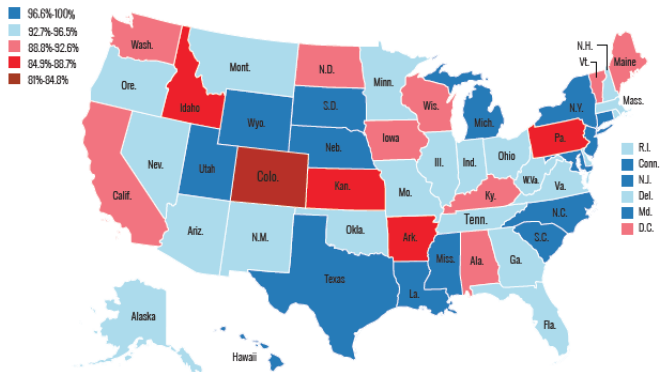 96.6%-100%
92.7%-96.5%
88.8%-92.6%
84.9%-88.7%
81%-84.8%
Wash.
Mont.
N.D.
Minn.
N.H.
Vt.
Maine
Ore.
Idaho
S.D.
Wis.
Mich.
N.Y.
Mass.
Wyo.
Iowa
Pa.
Nev.
Utah
Neb.
Ill.
Ind.
Ohio
R.I.
Colo.
Kan.
Mo.
W.Va.
Va.
Conn.
Calif.
Ky.
N.J.
Ariz.
N.M.
Okla.
Ark.
Tenn.
N.C.
Del.
S.C.
Md.
Texas
La.
Miss.
Ala.
Ga.
D.C.
Alaska
Hawaii
Fla.